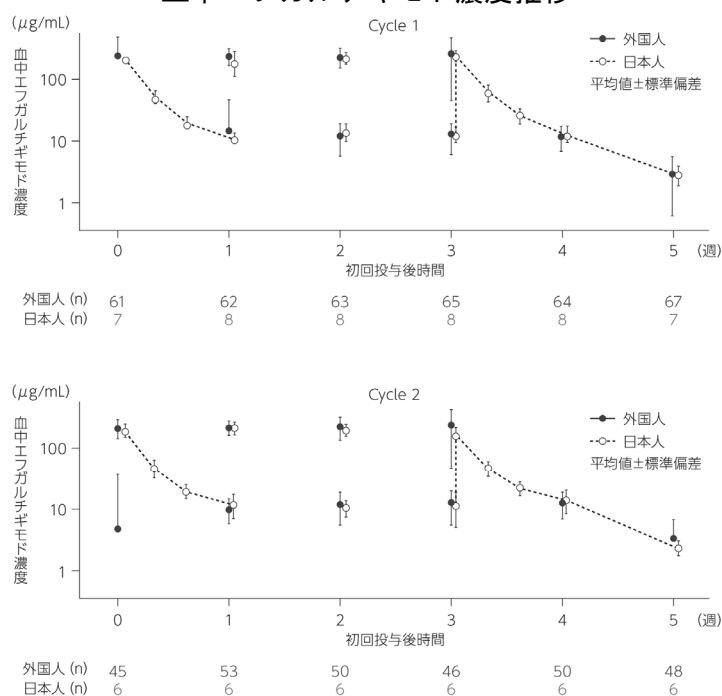 (μg/mL)
Cycle 1
血中エフガルチギモド濃度
100
10
1
外国人
日本人
平均値±標準偏差
0 1 2 3 4 5 (週)
初回投与後時間
外国人 (n) 61 62 63 65 64 67
日本人 (n) 7 8 8 8 8 7
(μg/mL)
Cycle 2
血中エフガルチギモド濃度
100
10
1
外国人
日本人
平均値±標準偏差
0 1 2 3 4 5 (週)
初回投与後時間
外国人 (n) 45 53 50 46 50 48
日本人 (n) 6 6 6 6 6 6